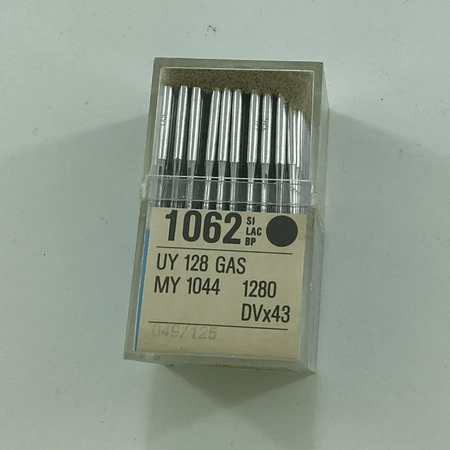 1062 SI
LAC
BP
UY 128 GAS
MY 1044 1280
DVx43
049/125